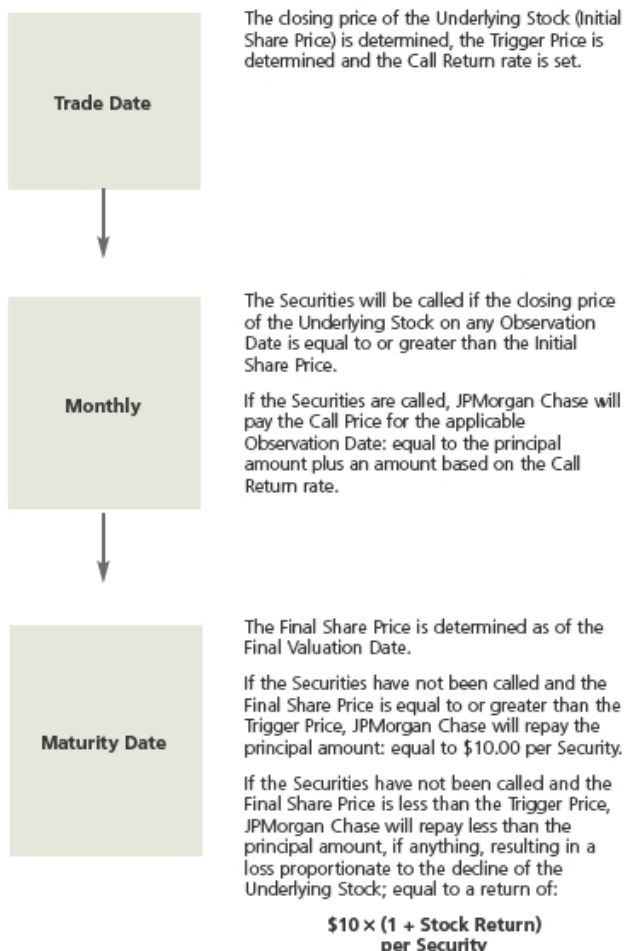 Trade Date
The closing price of the Underlying Stock (Initial
Share Price) is determined, the Trigger Price is
determined and the Call Return rate is set.
Monthly
The Securities will be called if the closing price
of the Underlying Stock on any Observation
Date is equal to or greater than the Initial
Share Price.
If the Securities are called, JPMorgan Chase will
pay the Call Price for the applicable
Observation Date: equal to the principal
amount plus an amount based on the Call
Return rate.
Maturity Date
The Final Share Price is determined as of the
Final Valuation Date.
If the Securities have not been called and the
Final Share Price is equal to or greater than the
Trigger Price, JPMorgan Chase will repay the
principal amount: equal to $10.00 per Security.
If the Securities have not been called and the
Final Share Price is less than the Trigger Price,
JPMorgan Chase will repay less than the
principal amount, if anything, resulting in a
loss proportionate to the decline of the
Underlying Stock; equal to a return of:
$10 × (1 + Stock Return)
per Security